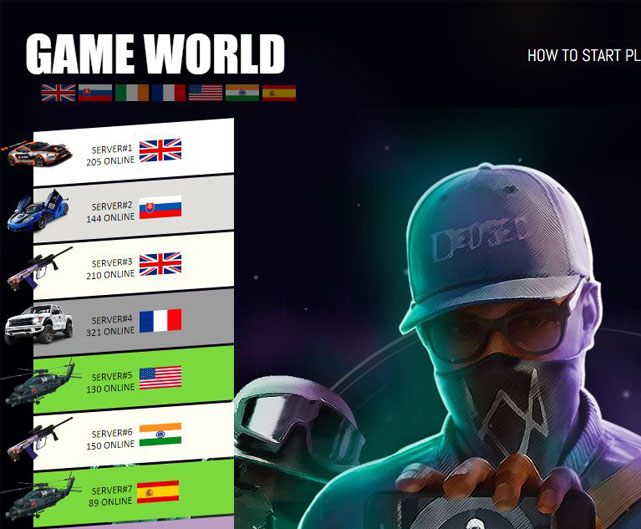 GAME WORLD
HOW TO START PL
SERVER#1
205 ONLINE
SERVER#2
144 ONLINE
SERVER#3
210 ONLINE
SERVER#4
321 ONLINE
SERVER#5
130 ONLINE
SERVER#6
150 ONLINE
SERVER#7
89 ONLINE
DEDSEC